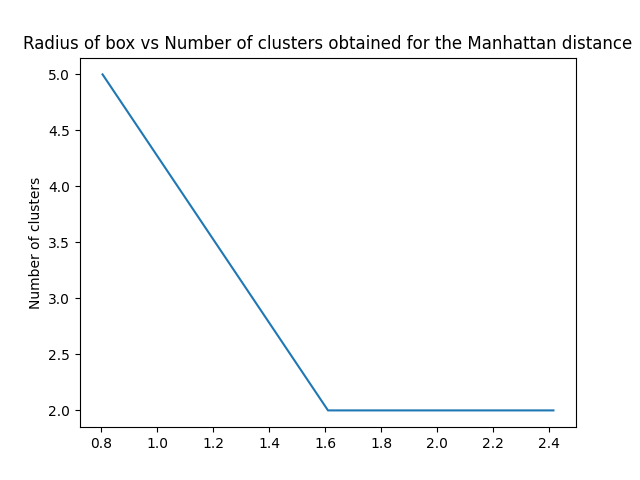 Radius of box vs Number of clusters obtained for the Manhattan distance
5.0
4.5
4.0
3.5
3.0
2.5
2.0
Number of clusters
0.8 1.0 1.2 1.4 1.6 1.8 2.0 2.2 2.4